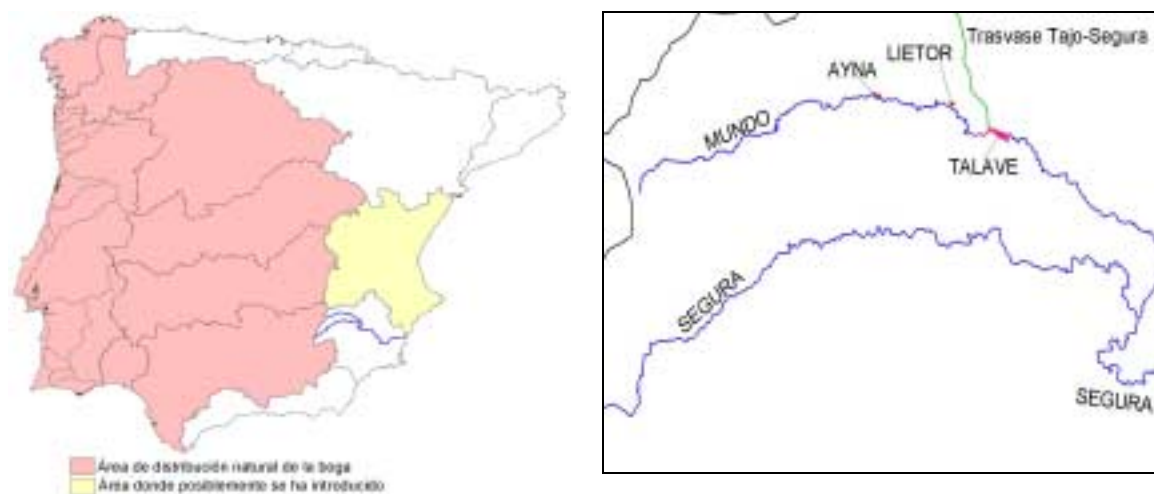 Área de distribución natural de la boga
Área donde posiblemente se ha introducido
Trasvase Tajo-Segura
LIETOR
AYNA
MUNDO
TALAVE
SEGURA
SEGURA